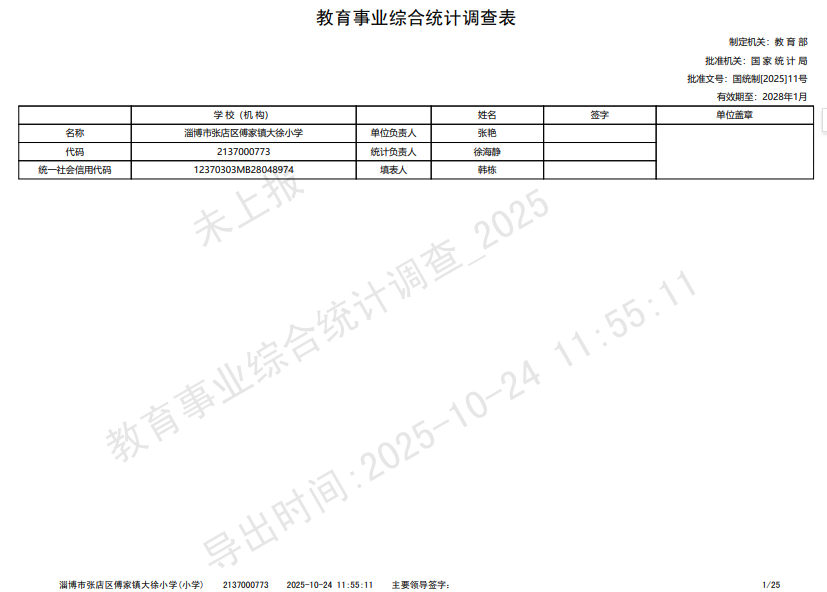 教育事业综合统计调查表
制定机关：教 育 部
批准机关：国 家 统 计 局
批准文号：国统制[2025]11号
有效期至：2028年1月
学 校（机 构） 姓名 签字 单位盖章
名称 淄博市张店区傅家镇大徐小学 单位负责人 张艳
代码 2137000773 统计负责人 徐海静
统一社会信用代码 12370303MB28048974 填表人 韩栋
未上报
教育事业综合统计调查_2025
导出时间:2025-10-24 11:55:11
淄博市张店区傅家镇大徐小学(小学) 2137000773 2025-10-24 11:55:11 主要领导签字: 1/25